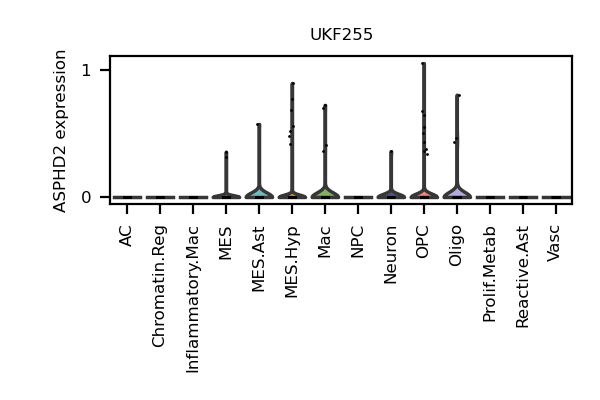 UKF255
ASPHD2 expression
1
0
AC
Chromatin.Reg
Inflammatory.Mac
MES
MES.Ast
MES.Hyp
Mac
NPC
Neuron
OPC
Oligo
Prolif.Metab
Reactive.Ast
Vasc